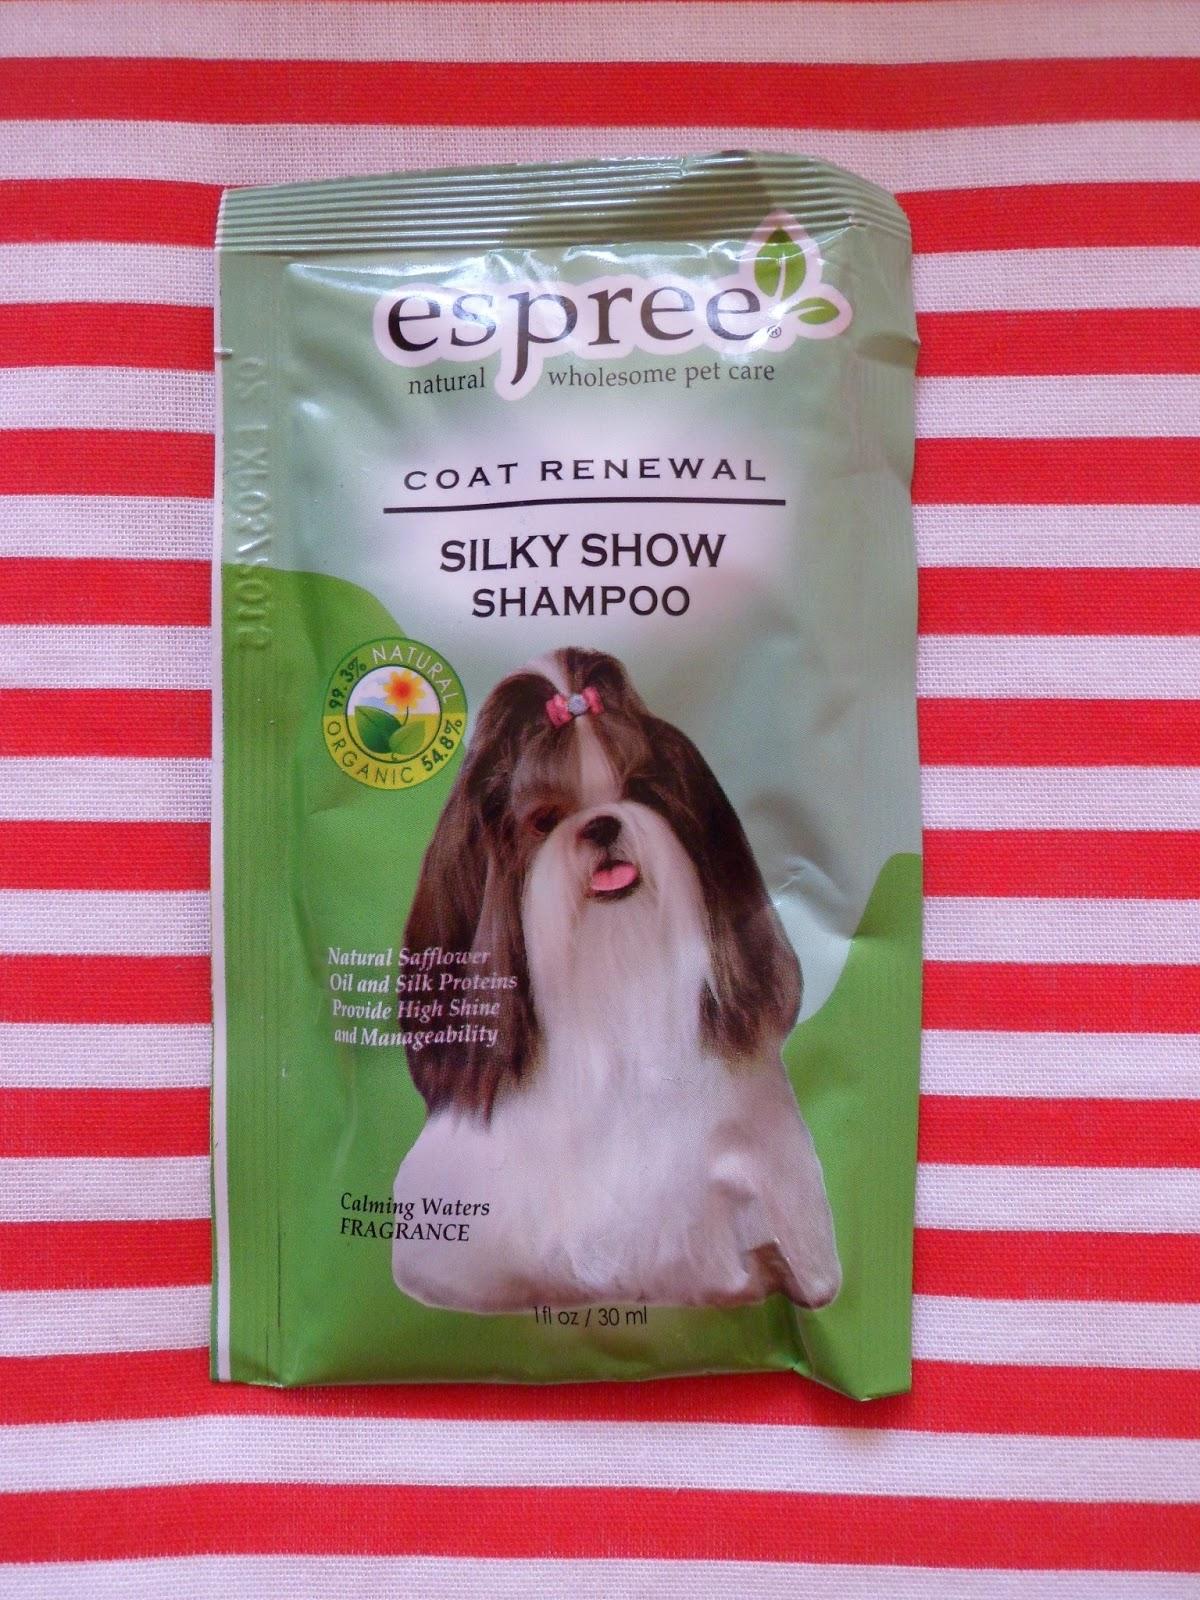 espree®
natural wholesome pet care
COAT RENEWAL
SILKY SHOW
SHAMPOO
99.3% NATURAL
ORGANIC 54.8%
Natural Safflower
Oil and Silk Proteins
Provide High Shine
and Manageability
Calming Waters
FRAGRANCE
1fl oz / 30 ml